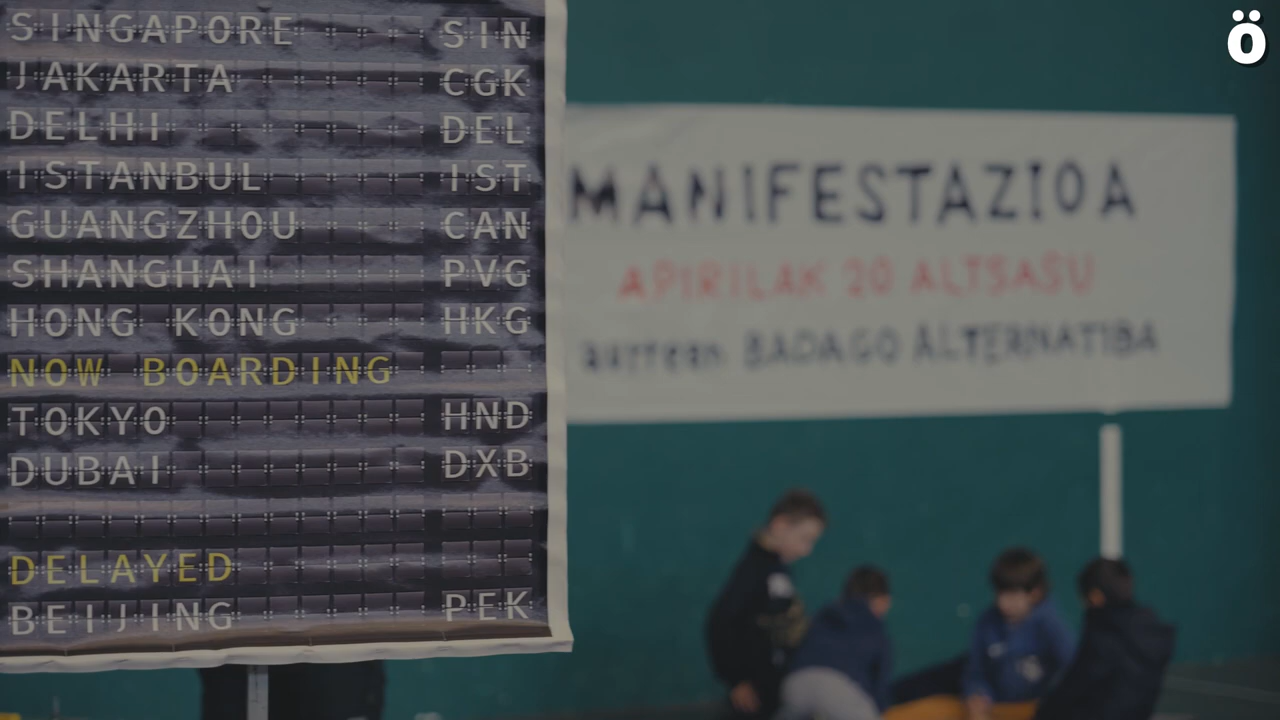 SINGAPORE SIN
JAKARTA CGK
DELHI DEL
ISTANBUL IST
GUANGZHOU CAN
SHANGHAI PVG
HONG KONG HKG
NOW BOARDING
TOKYO HND
DUBAI DXB
DELAYED
BEIJING PEK
MANIFESTAZIOA
APIRILAK 20 ALTSASU
BADAGO ALTERNATIBA
ö